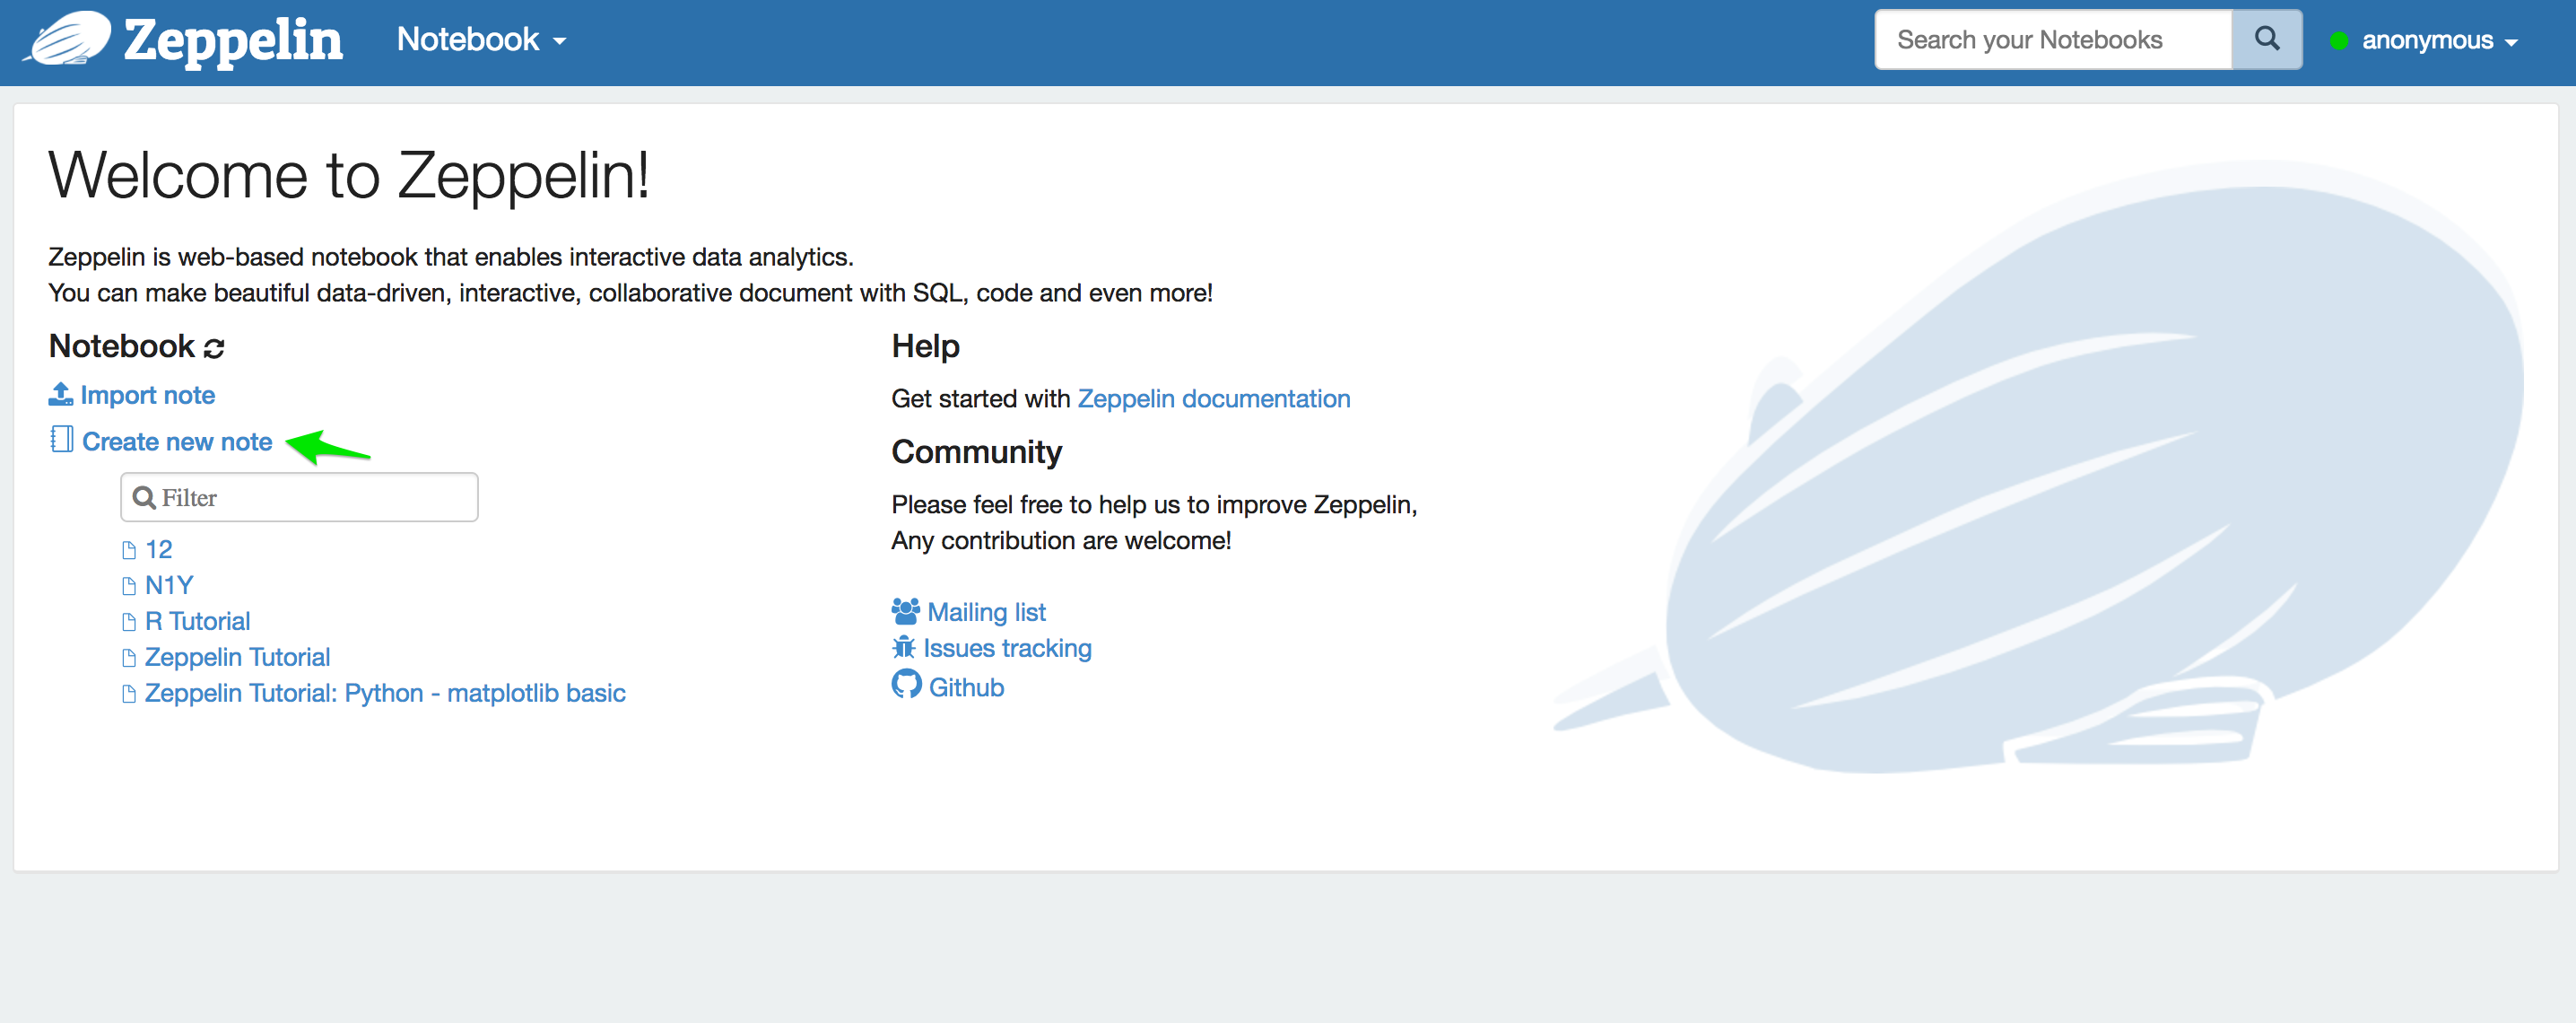 Zeppelin Notebook Search your Notebooks anonymous
Welcome to Zeppelin!
Zeppelin is web-based notebook that enables interactive data analytics.
You can make beautiful data-driven, interactive, collaborative document with SQL, code and even more!
Notebook
Import note
Create new note
Filter
12
N1Y
R Tutorial
Zeppelin Tutorial
Zeppelin Tutorial: Python - matplotlib basic
Help
Get started with Zeppelin documentation
Community
Please feel free to help us to improve Zeppelin,
Any contribution are welcome!
Mailing list
Issues tracking
Github